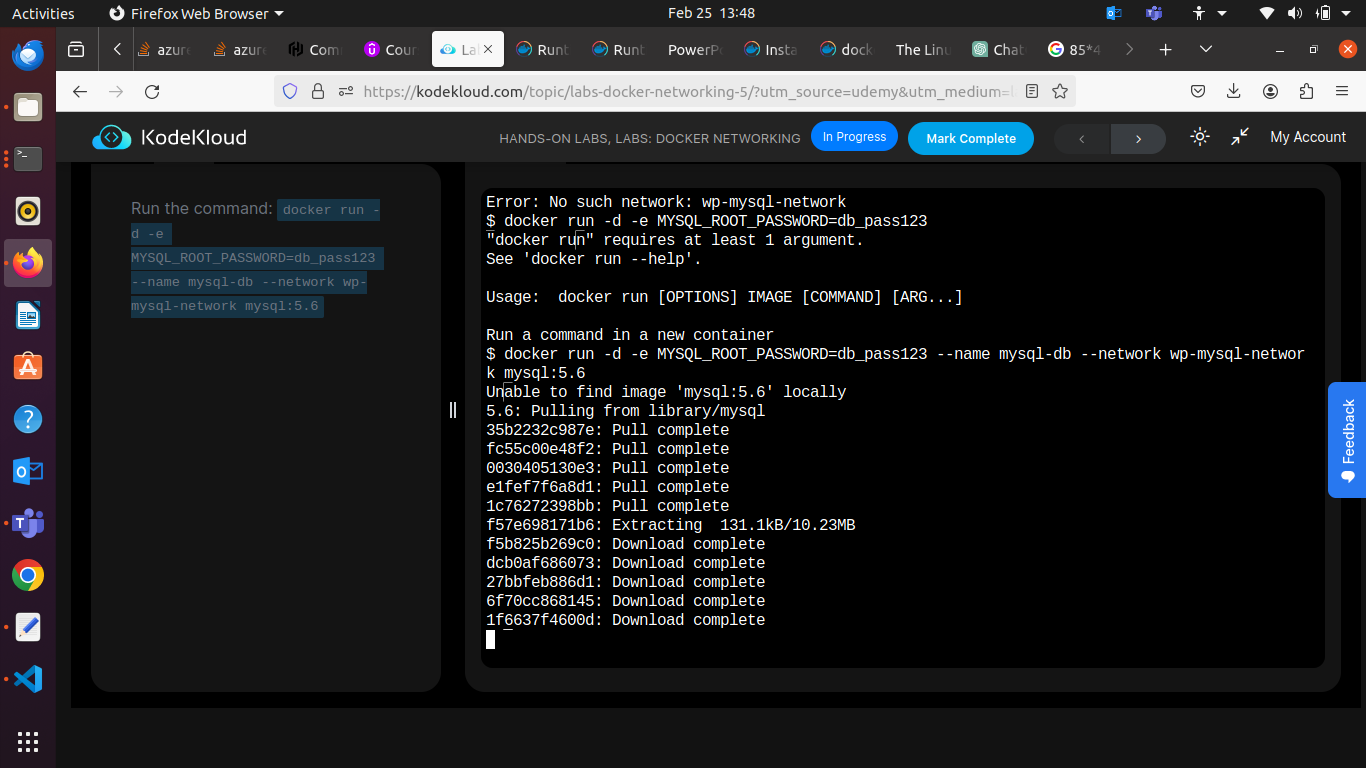 Activities
Firefox Web Browser
Feb 25 13:48
azure
azure
Com
Cour
La
Runt
Runt
PowerPo
Insta
dock
The Linu
Chat
85*4
https://kodekloud.com/topic/labs-docker-networking-5/?utm_source=udemy&utm_medium=l
KodeKloud
HANDS-ON LABS, LABS: DOCKER NETWORKING
In Progress
Mark Complete
My Account
Run the command: docker run -
d -e
MYSQL_ROOT_PASSWORD=db_pass123
--name mysql-db --network wp-
mysql-network mysql:5.6
Error: No such network: wp-mysql-network
$ docker run -d -e MYSQL_ROOT_PASSWORD=db_pass123
"docker run" requires at least 1 argument.
See 'docker run --help'.
Usage:  docker run [OPTIONS] IMAGE [COMMAND] [ARG...]
Run a command in a new container
$ docker run -d -e MYSQL_ROOT_PASSWORD=db_pass123 --name mysql-db --network wp-mysql-networ
k mysql:5.6
Unable to find image 'mysql:5.6' locally
5.6: Pulling from library/mysql
35b2232c987e: Pull complete
fc55c00e48f2: Pull complete
0030405130e3: Pull complete
e1fef7f6a8d1: Pull complete
1c76272398bb: Pull complete
f57e698171b6: Extracting  131.1kB/10.23MB
f5b825b269c0: Download complete
dcb0af686073: Download complete
27bbfeb886d1: Download complete
6f70cc868145: Download complete
1f6637f4600d: Download complete
Feedback